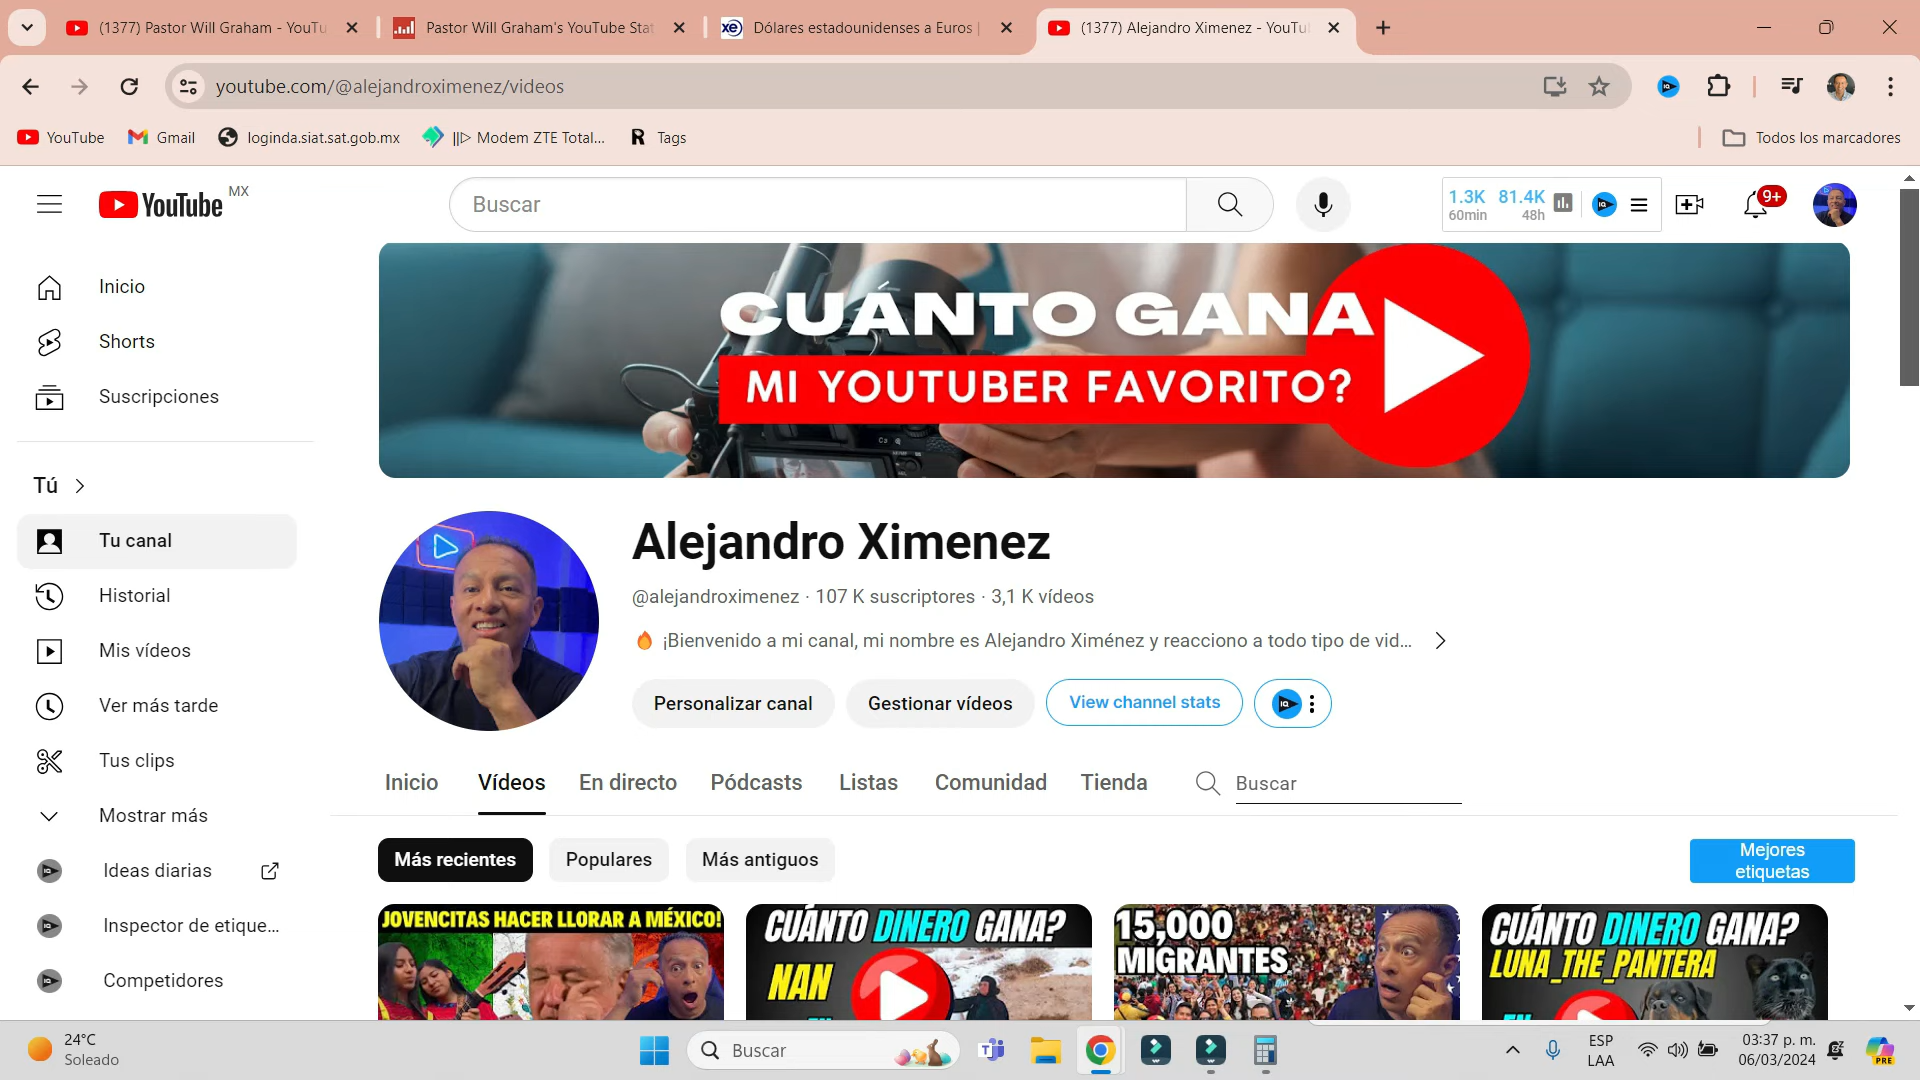 (1377) Pastor Will Graham - YouTu
Pastor Will Graham's YouTube Stat
Dólares estadounidenses a Euros |
(1377) Alejandro Ximenez - YouTu
youtube.com/@alejandroximenez/videos
YouTube
Gmail
loginda.siat.sat.gob.mx
||▷ Modem ZTE Total...
Tags
Todos los marcadores
YouTube MX
Buscar
1.3K 81.4K
60min 48h
9+
Inicio
Shorts
Suscripciones
Tú
Tu canal
Historial
Mis vídeos
Ver más tarde
Tus clips
Mostrar más
Ideas diarias
Inspector de etique...
Competidores
CUÁNTO GANA
MI YOUTUBER FAVORITO?
Alejandro Ximenez
@alejandroximenez · 107 K suscriptores · 3,1 K vídeos
¡Bienvenido a mi canal, mi nombre es Alejandro Ximénez y reacciono a todo tipo de vid...
Personalizar canal
Gestionar vídeos
View channel stats
Inicio
Vídeos
En directo
Pódcasts
Listas
Comunidad
Tienda
Buscar
Más recientes
Populares
Más antiguos
Mejores
etiquetas
JOVENCITAS HACER LLORAR A MÉXICO!
CUÁNTO DINERO GANA?
NAN
15,000
MIGRANTES
CUÁNTO DINERO GANA?
LUNA_THE_PANTERA
24°C
Soleado
Buscar
ESP
LAA
03:37 p. m.
06/03/2024
PRE